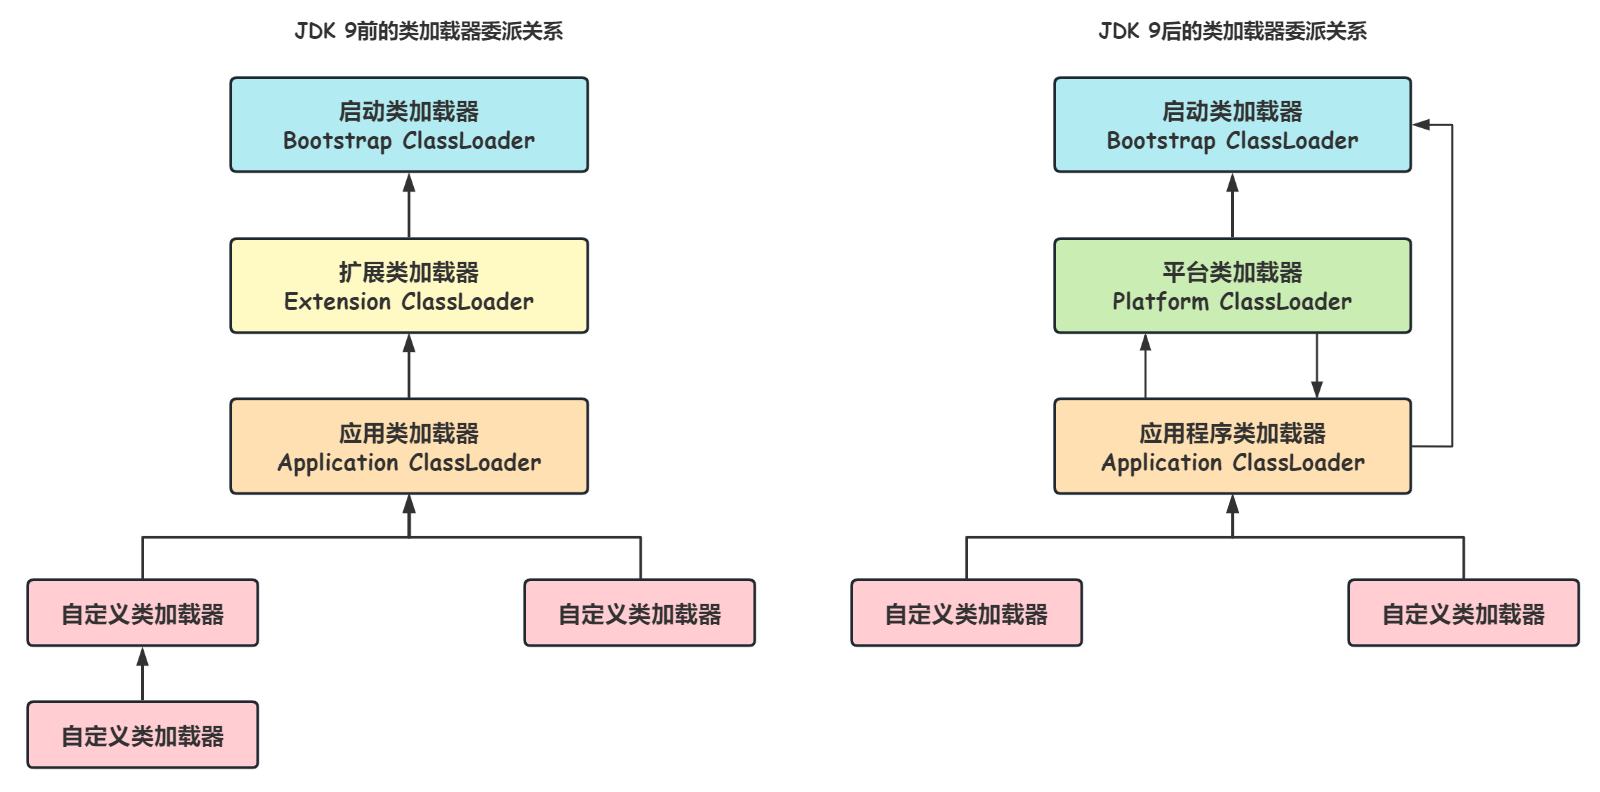 JDK 9前的类加载器委派关系
启动类加载器
Bootstrap ClassLoader
扩展类加载器
Extension ClassLoader
应用类加载器
Application ClassLoader
自定义类加载器
自定义类加载器
自定义类加载器
JDK 9后的类加载器委派关系
启动类加载器
Bootstrap ClassLoader
平台类加载器
Platform ClassLoader
应用程序类加载器
Application ClassLoader
自定义类加载器
自定义类加载器